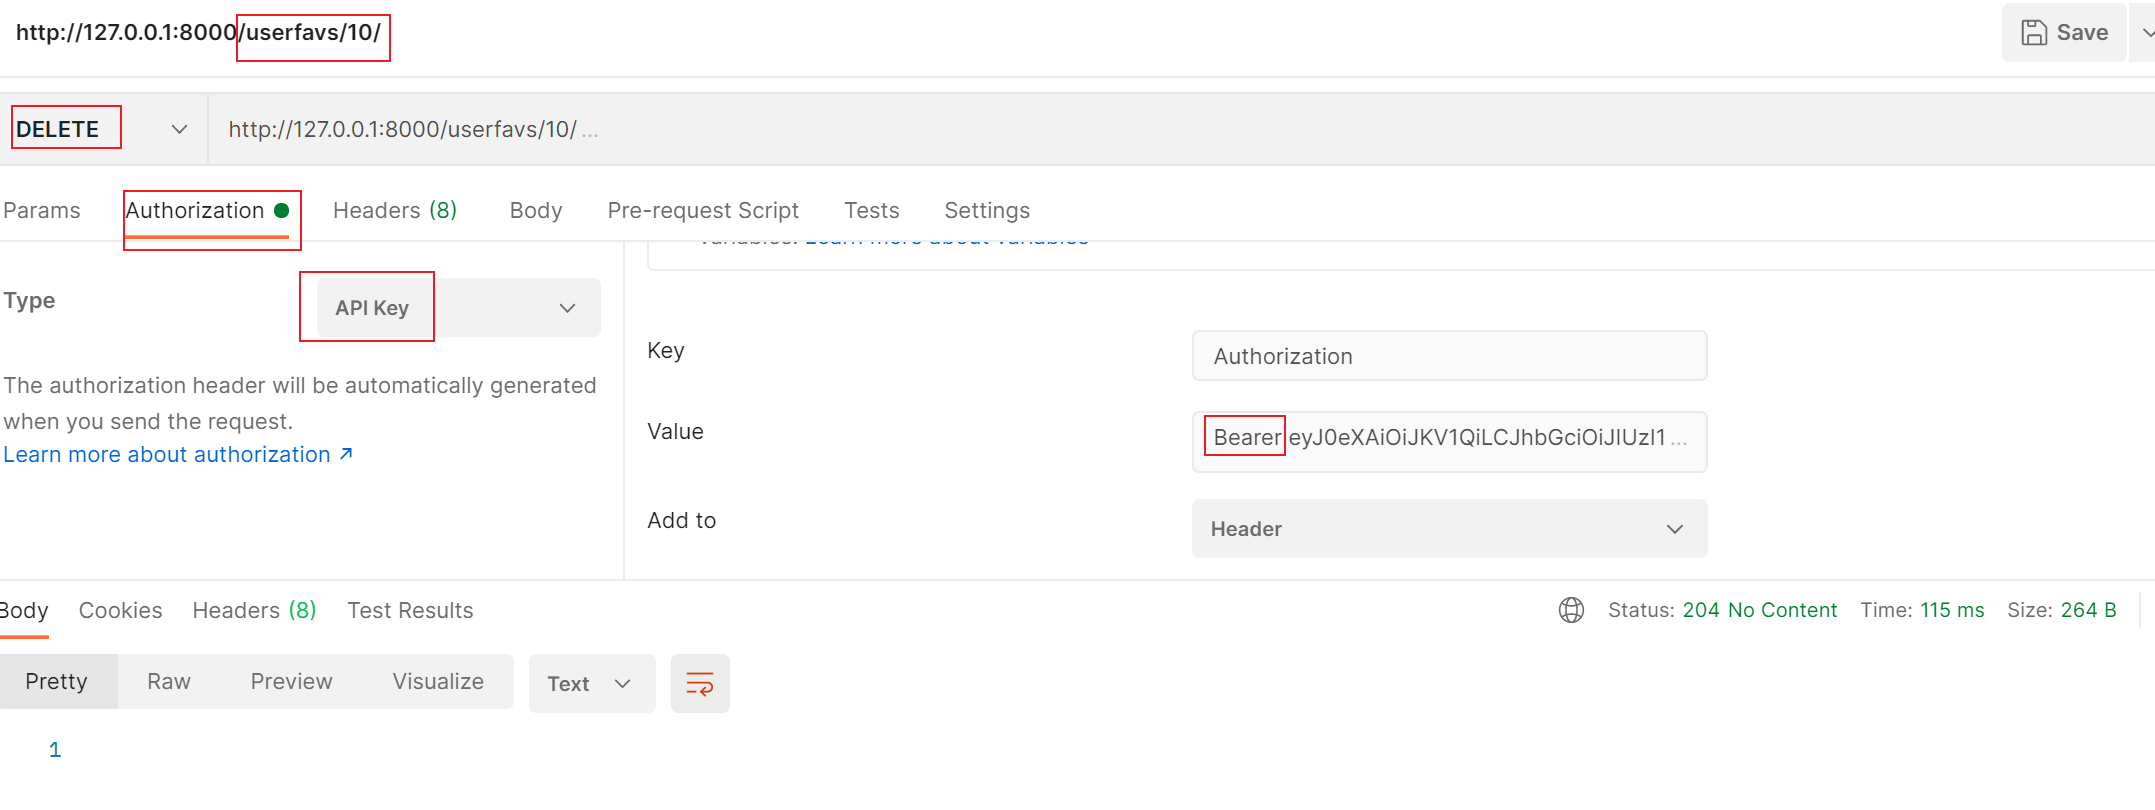 http://127.0.0.1:8000/userfavs/10/
Save
DELETE
http://127.0.0.1:8000/userfavs/10/ ...
Params Authorization Headers (8) Body Pre-request Script Tests Settings
variables. Learn more about variables
Type
API Key
The authorization header will be automatically generated
when you send the request.
Learn more about authorization ↗
Key
Authorization
Value
Bearer eyJ0eXAiOiJKV1QiLCJhbGciOiJIUzI1 ...
Add to
Header
Body Cookies Headers (8) Test Results
Status: 204 No Content Time: 115 ms Size: 264 B
Pretty Raw Preview Visualize Text
1